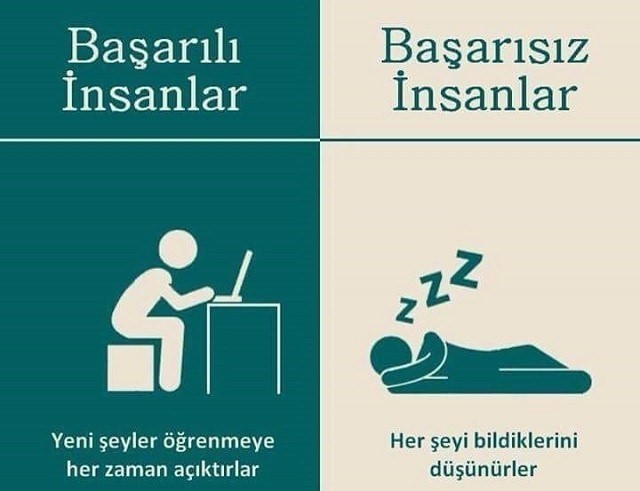 Başarılı
İnsanlar
Başarısız
İnsanlar
z z z
Yeni şeyler öğrenmeye
her zaman açıktırlar
Her şeyi bildiklerini
düşünürler